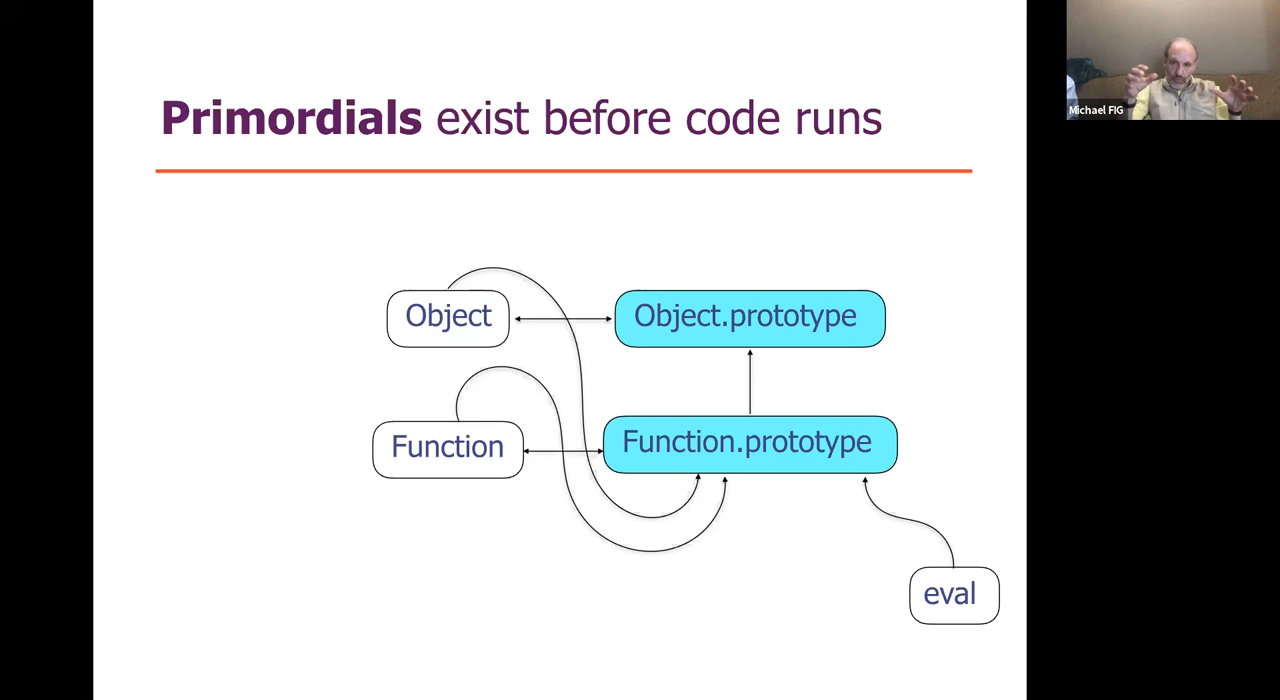 Primordials exist before code runs
Michael FIG
Object
Object.prototype
Function
Function.prototype
eval